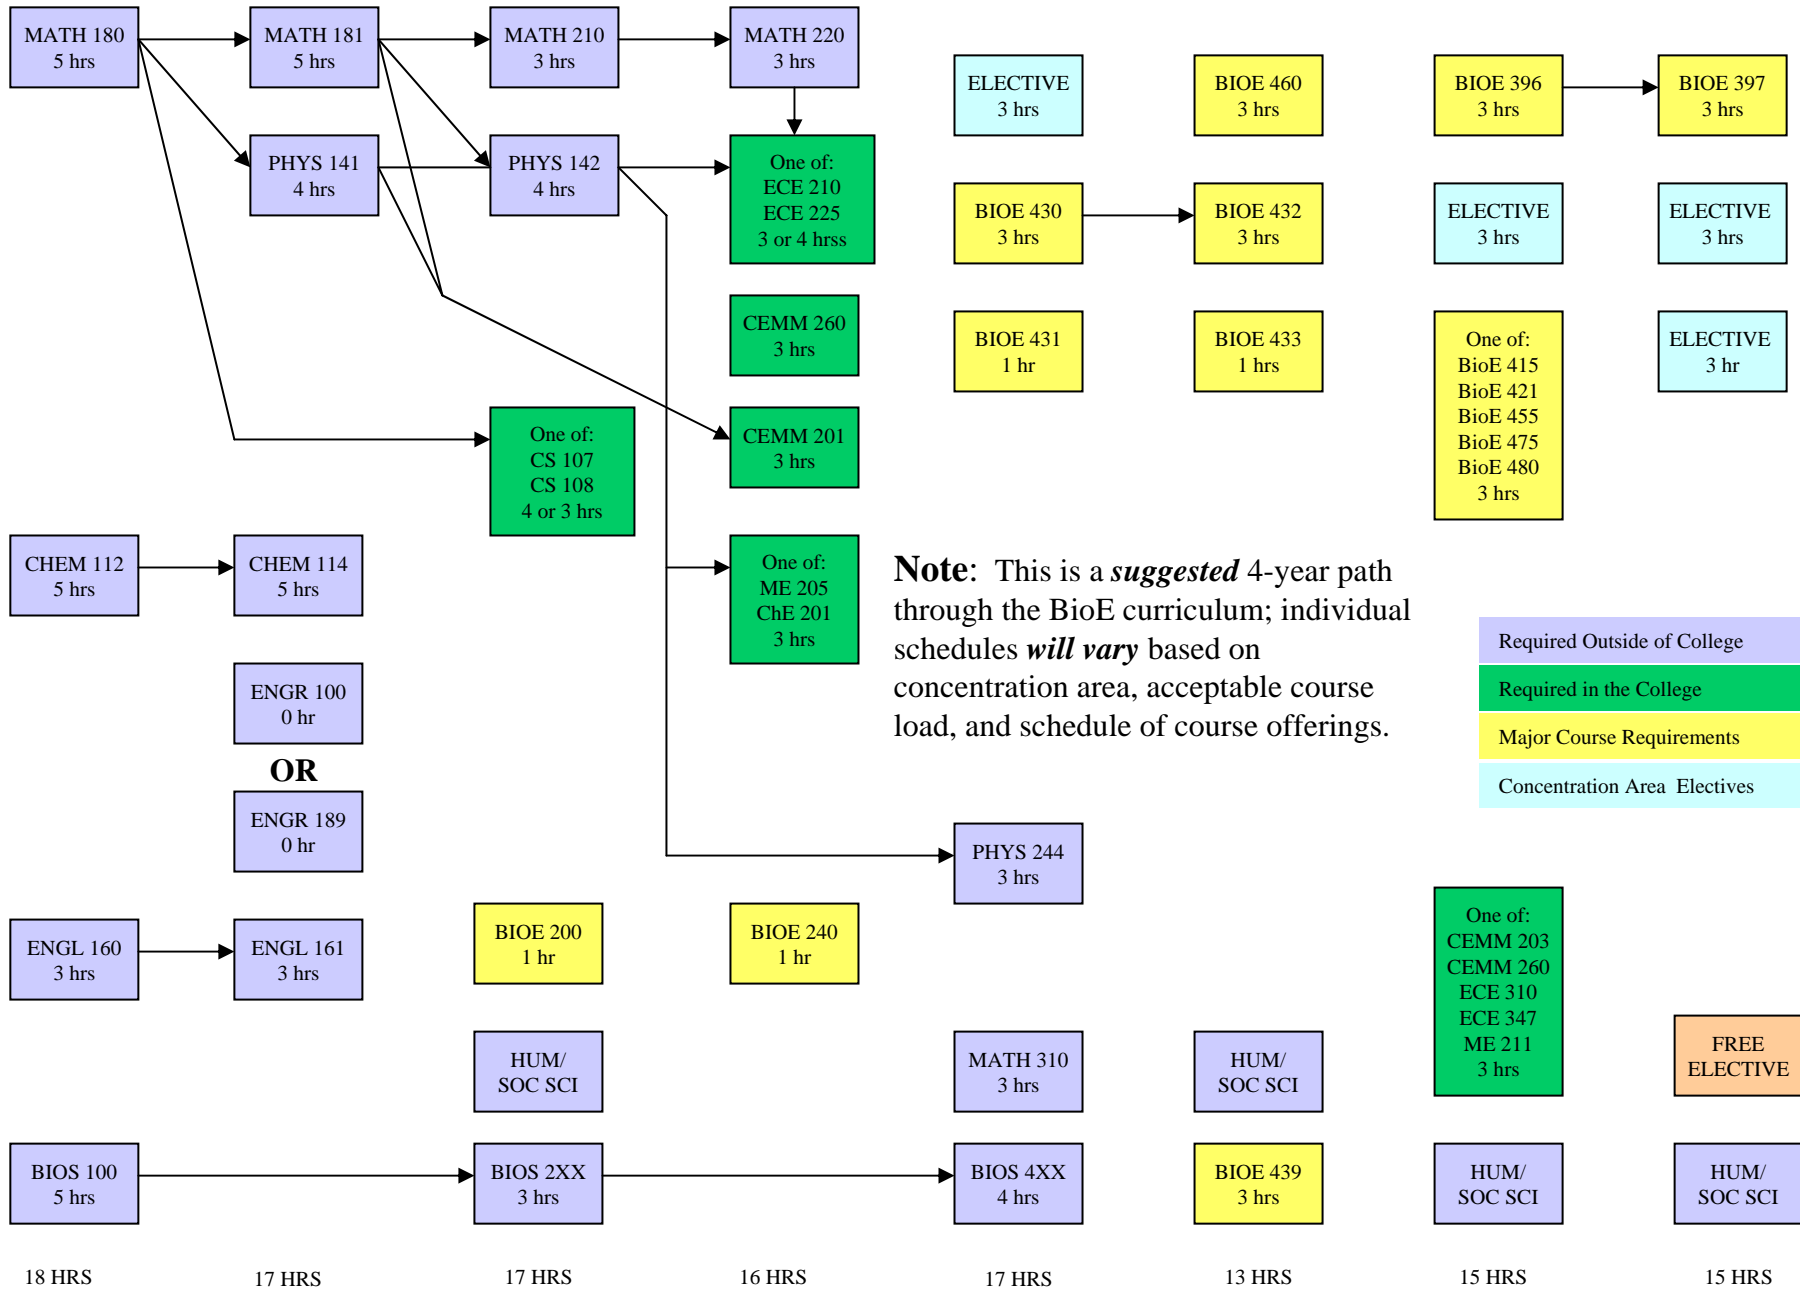 MATH 180
5 hrs
MATH 181
5 hrs
MATH 210
3 hrs
MATH 220
3 hrs
ELECTIVE
3 hrs
BIOE 460
3 hrs
BIOE 396
3 hrs
BIOE 397
3 hrs
PHYS 141
4 hrs
PHYS 142
4 hrs
One of:
ECE 210
ECE 225
3 or 4 hrss
BIOE 430
3 hrs
BIOE 432
3 hrs
ELECTIVE
3 hrs
ELECTIVE
3 hrs
CEMM 260
3 hrs
BIOE 431
1 hr
BIOE 433
1 hrs
One of:
BioE 415
BioE 421
BioE 455
BioE 475
BioE 480
3 hrs
ELECTIVE
3 hr
One of:
CS 107
CS 108
4 or 3 hrs
CEMM 201
3 hrs
CHEM 112
5 hrs
CHEM 114
5 hrs
One of:
ME 205
ChE 201
3 hrs
Note: This is a suggested 4-year path
through the BioE curriculum; individual
schedules will vary based on
concentration area, acceptable course
load, and schedule of course offerings.
Required Outside of College
Required in the College
Major Course Requirements
Concentration Area Electives
ENGR 100
0 hr
OR
ENGR 189
0 hr
PHYS 244
3 hrs
ENGL 160
3 hrs
ENGL 161
3 hrs
BIOE 200
1 hr
BIOE 240
1 hr
One of:
CEMM 203
CEMM 260
ECE 310
ECE 347
ME 211
3 hrs
HUM/
SOC SCI
MATH 310
3 hrs
HUM/
SOC SCI
FREE
ELECTIVE
BIOS 100
5 hrs
BIOS 2XX
3 hrs
BIOS 4XX
4 hrs
BIOE 439
3 hrs
HUM/
SOC SCI
HUM/
SOC SCI
18 HRS
17 HRS
17 HRS
16 HRS
17 HRS
13 HRS
15 HRS
15 HRS